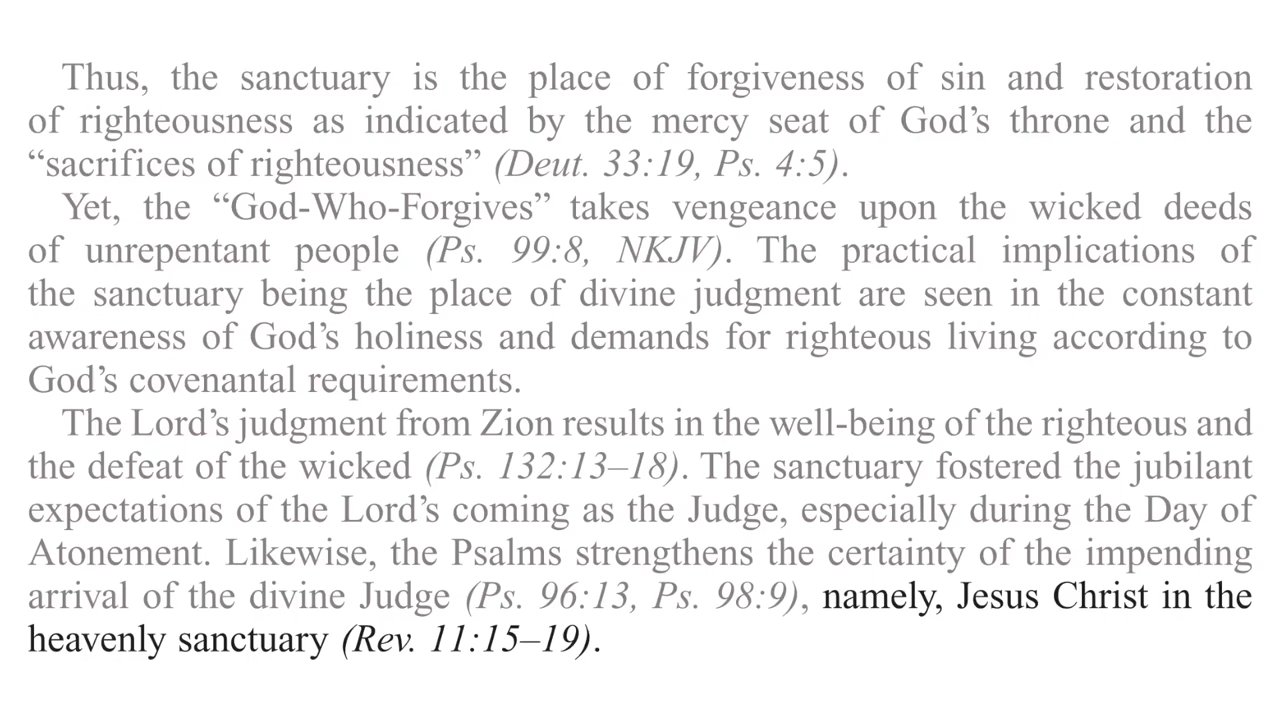 Thus, the sanctuary is the place of forgiveness of sin and restoration
of righteousness as indicated by the mercy seat of God’s throne and the
“sacrifices of righteousness” (Deut. 33:19, Ps. 4:5).
Yet, the “God-Who-Forgives” takes vengeance upon the wicked deeds
of unrepentant people (Ps. 99:8, NKJV). The practical implications of
the sanctuary being the place of divine judgment are seen in the constant
awareness of God’s holiness and demands for righteous living according to
God’s covenantal requirements.
The Lord’s judgment from Zion results in the well-being of the righteous and
the defeat of the wicked (Ps. 132:13–18). The sanctuary fostered the jubilant
expectations of the Lord’s coming as the Judge, especially during the Day of
Atonement. Likewise, the Psalms strengthens the certainty of the impending
arrival of the divine Judge (Ps. 96:13, Ps. 98:9), namely, Jesus Christ in the
heavenly sanctuary (Rev. 11:15–19).